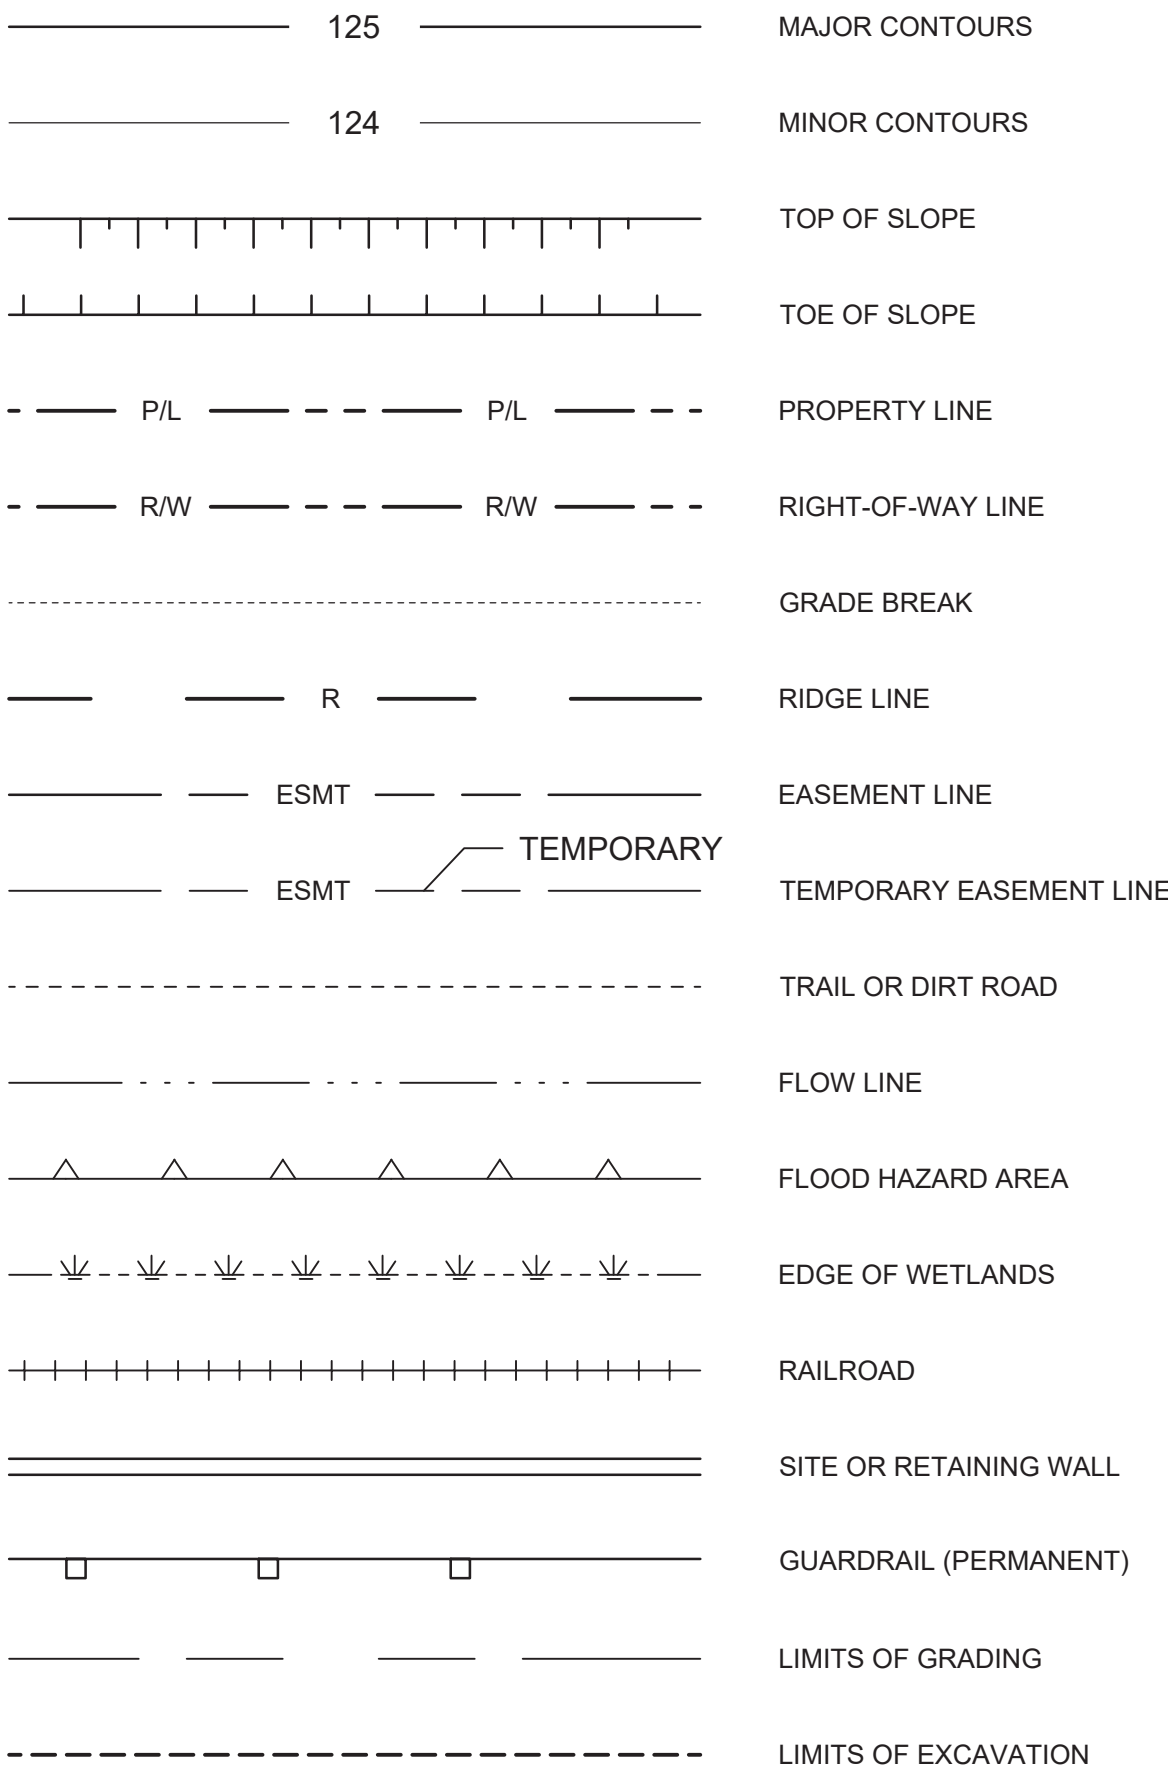 125 MAJOR CONTOURS
124 MINOR CONTOURS
TOP OF SLOPE
TOE OF SLOPE
P/L P/L PROPERTY LINE
R/W R/W RIGHT-OF-WAY LINE
GRADE BREAK
R RIDGE LINE
ESMT EASEMENT LINE
TEMPORARY
ESMT TEMPORARY EASEMENT LINE
TRAIL OR DIRT ROAD
FLOW LINE
FLOOD HAZARD AREA
EDGE OF WETLANDS
RAILROAD
SITE OR RETAINING WALL
GUARDRAIL (PERMANENT)
LIMITS OF GRADING
LIMITS OF EXCAVATION